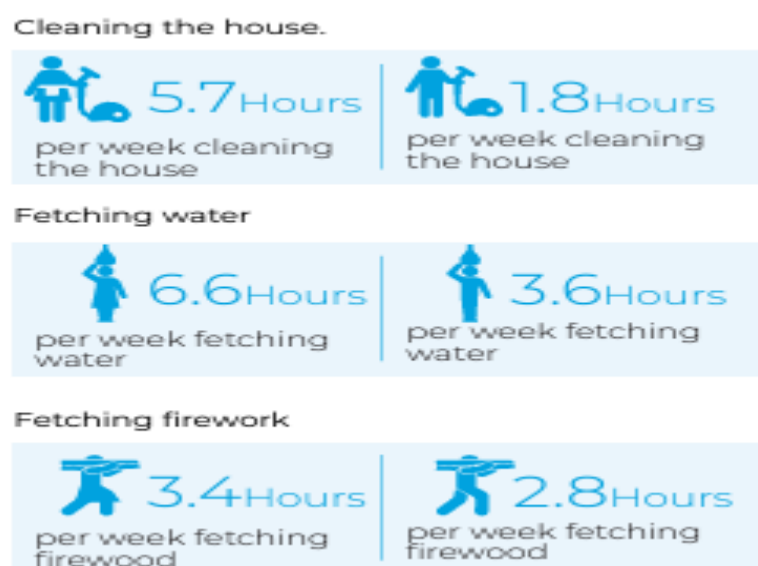 Cleaning the house.
5.7Hours
per week cleaning
the house
1.8Hours
per week cleaning
the house
Fetching water
6.6Hours
per week fetching
water
3.6Hours
per week fetching
water
Fetching firework
3.4Hours
per week fetching
firewood
2.8Hours
per week fetching
firewood